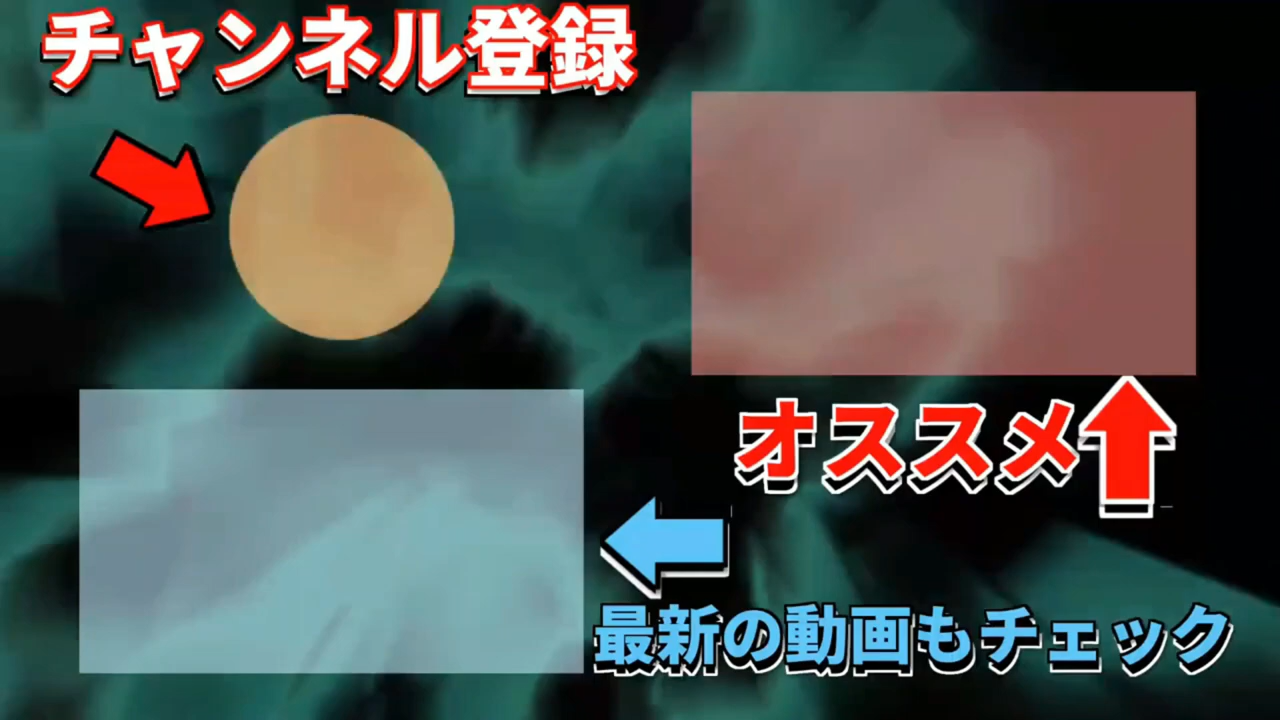 チャンネル登録
オススメ
最新の動画もチェック